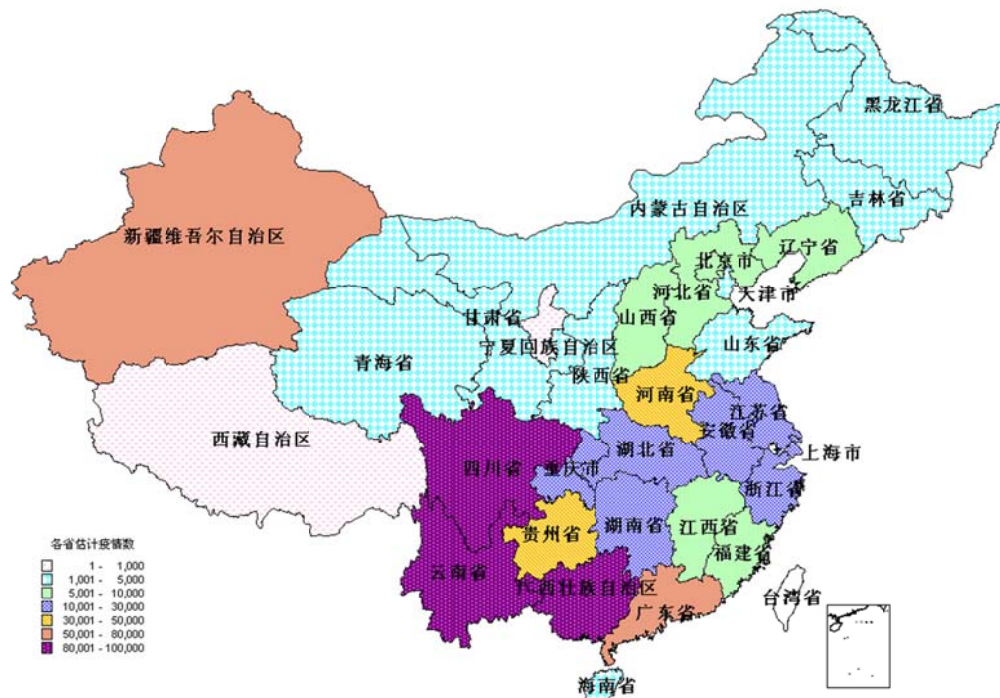 黑龙江省
吉林省
内蒙古自治区
新疆维吾尔自治区
辽宁省
北京市
河北省
天津市
甘肃省
山西省
宁夏回族自治区
山东省
青海省
陕西省
河南省
江苏省
安徽省
西藏自治区
湖北省
上海市
四川省
重庆市
浙江省
贵州省
湖南省
江西省
福建省
云南省
广西壮族自治区
广东省
台湾省
海南省
各省估计疫情数
1 - 1,000
1,001 - 5,000
5,001 - 10,000
10,001 - 30,000
30,001 - 50,000
50,001 - 80,000
80,001 - 100,000